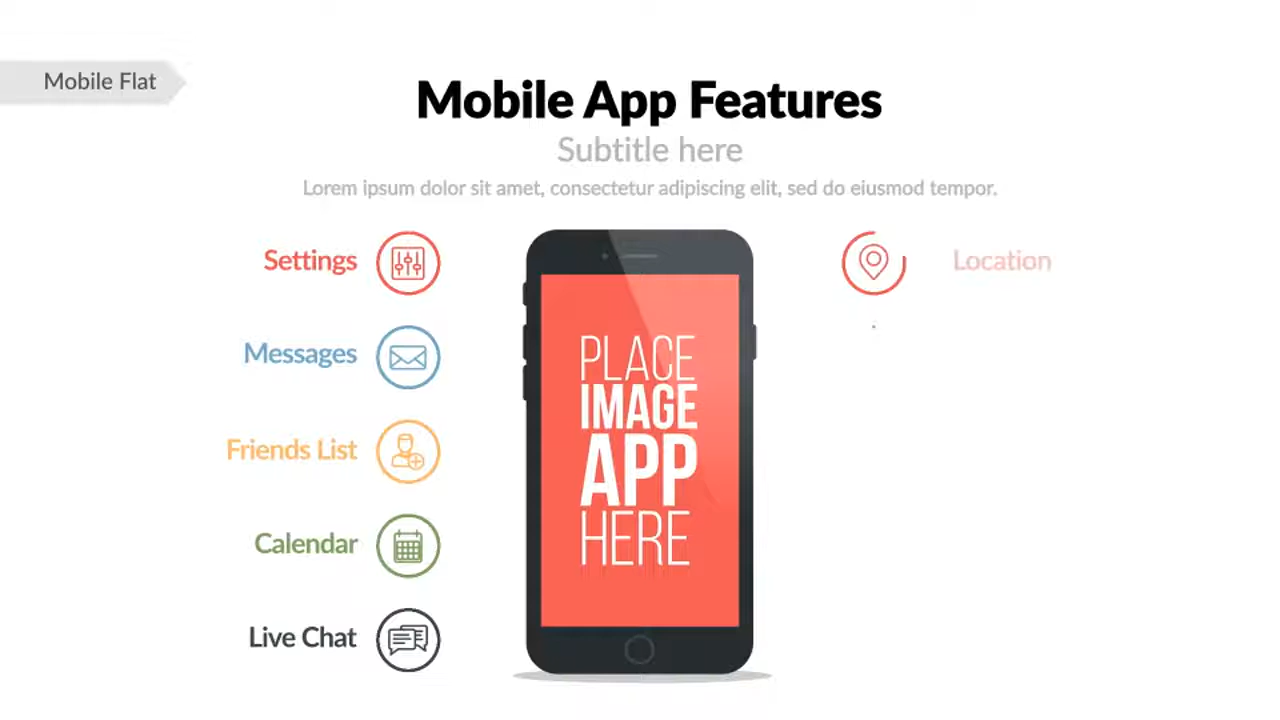 Mobile Flat
Mobile App Features
Subtitle here
Lorem ipsum dolor sit amet, consectetur adipiscing elit, sed do eiusmod tempor.
Settings
Messages
Friends List
Calendar
Live Chat
PLACE
IMAGE
APP
HERE
Location